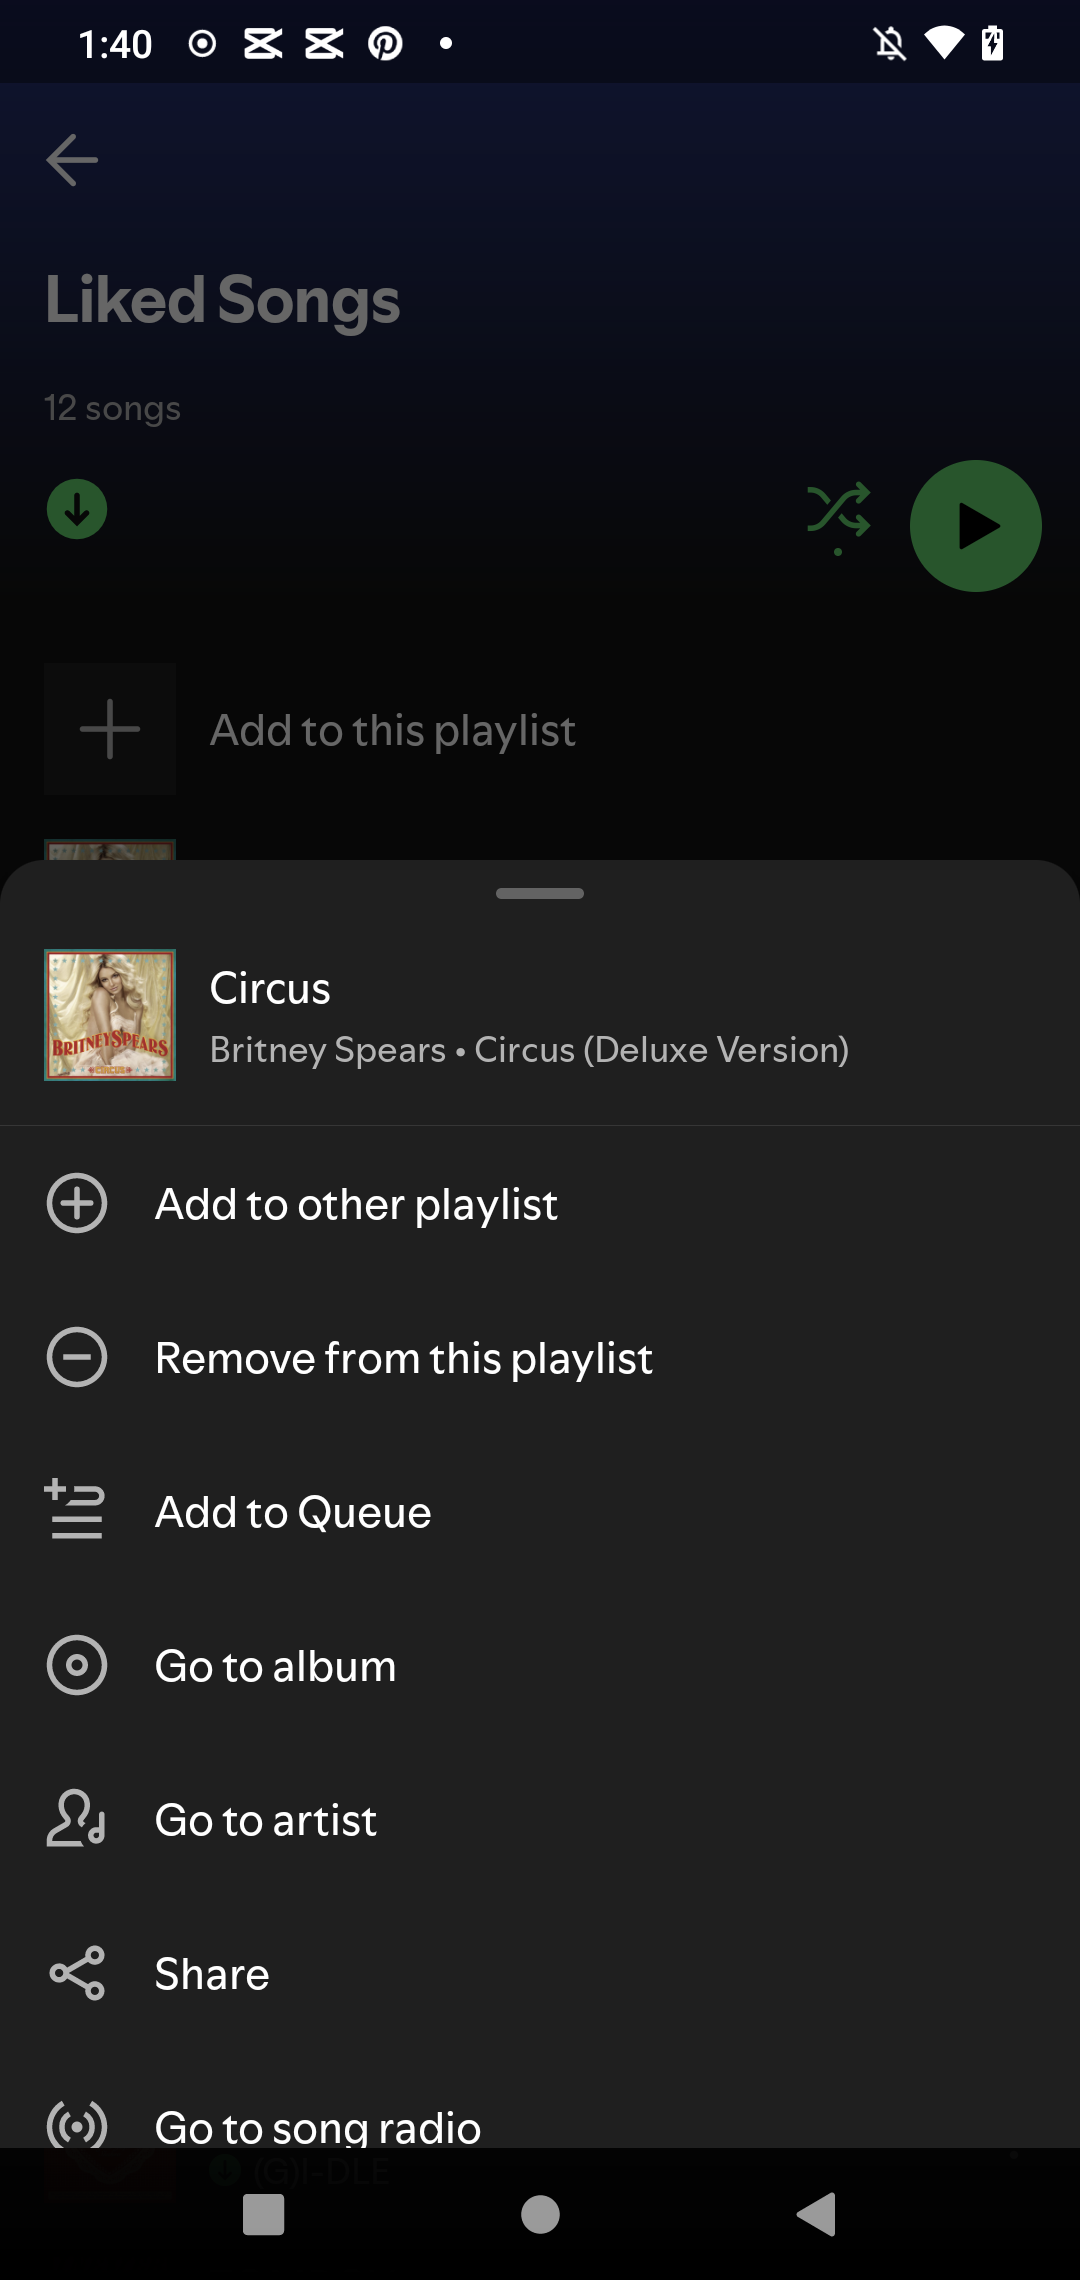 1:40
Liked Songs
12 songs
Add to this playlist
BRITNEY SPEARS
CIRCUS
Circus
Britney Spears • Circus (Deluxe Version)
Add to other playlist
Remove from this playlist
Add to Queue
Go to album
Go to artist
Share
Go to song radio
(G)I-DLE